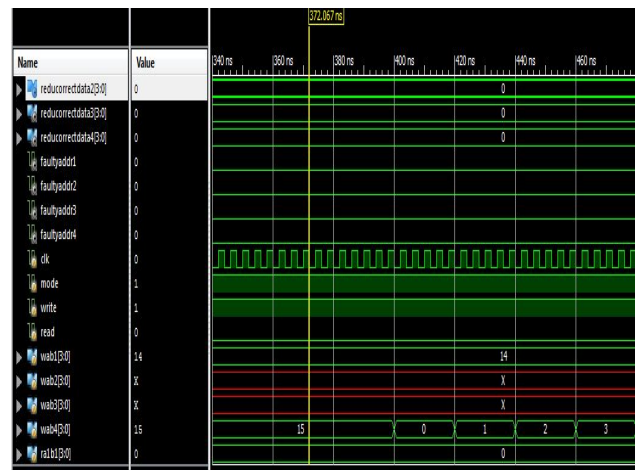 372.067 ns
Name Value 340 ns 360 ns 380 ns 400 ns 420 ns 440 ns 460 ns
reducorrectdata2[3:0] 0 0
reducorrectdata3[3:0] 0 0
reducorrectdata4[3:0] 0 0
faultyaddr1 0
faultyaddr2 0
faultyaddr3 0
faultyaddr4 0
clk 0
mode 1
write 1
read 0
wab1[3:0] 14 14
wab2[3:0] X X
wab3[3:0] X X
wab4[3:0] 15 15 0 1 2 3
ra1b1[3:0] 0 0